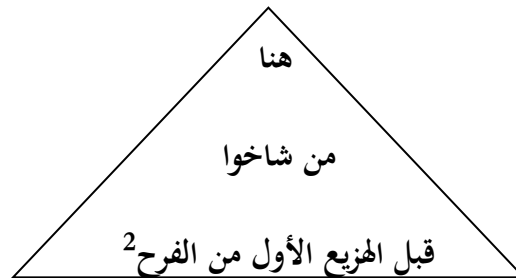 هنا
من شاخوا
قبل الهزيع الأول من الفرح2